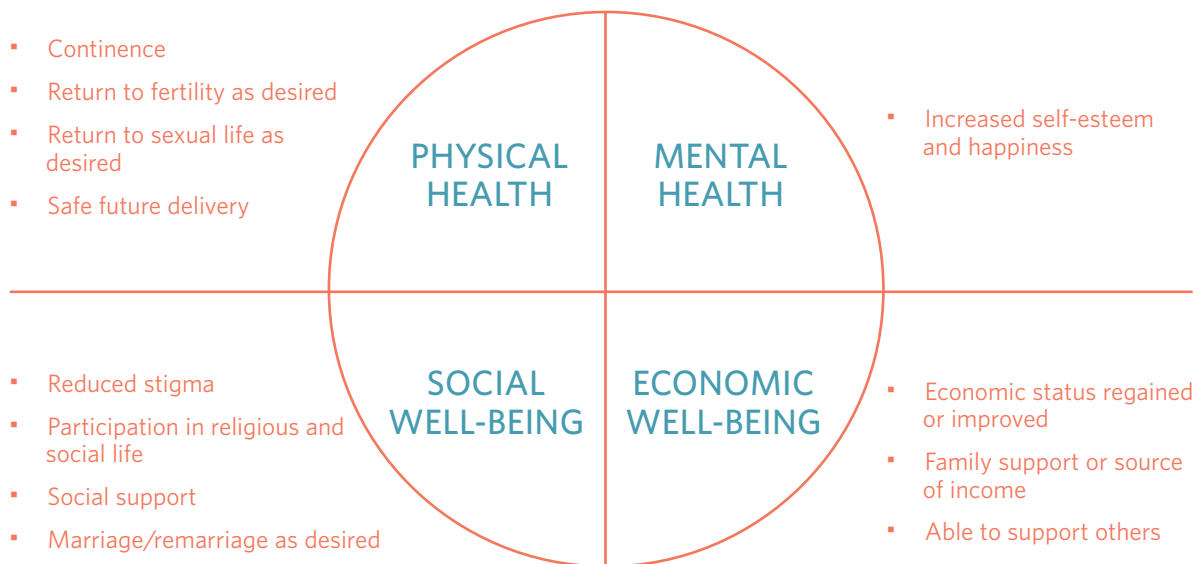 ▪ Continence
▪ Return to fertility as desired
▪ Return to sexual life as
desired
▪ Safe future delivery
PHYSICAL
HEALTH
MENTAL
HEALTH
▪ Increased self-esteem
and happiness
▪ Reduced stigma
▪ Participation in religious and
social life
▪ Social support
▪ Marriage/remarriage as desired
SOCIAL
WELL-BEING
ECONOMIC
WELL-BEING
▪ Economic status regained
or improved
▪ Family support or source
of income
▪ Able to support others